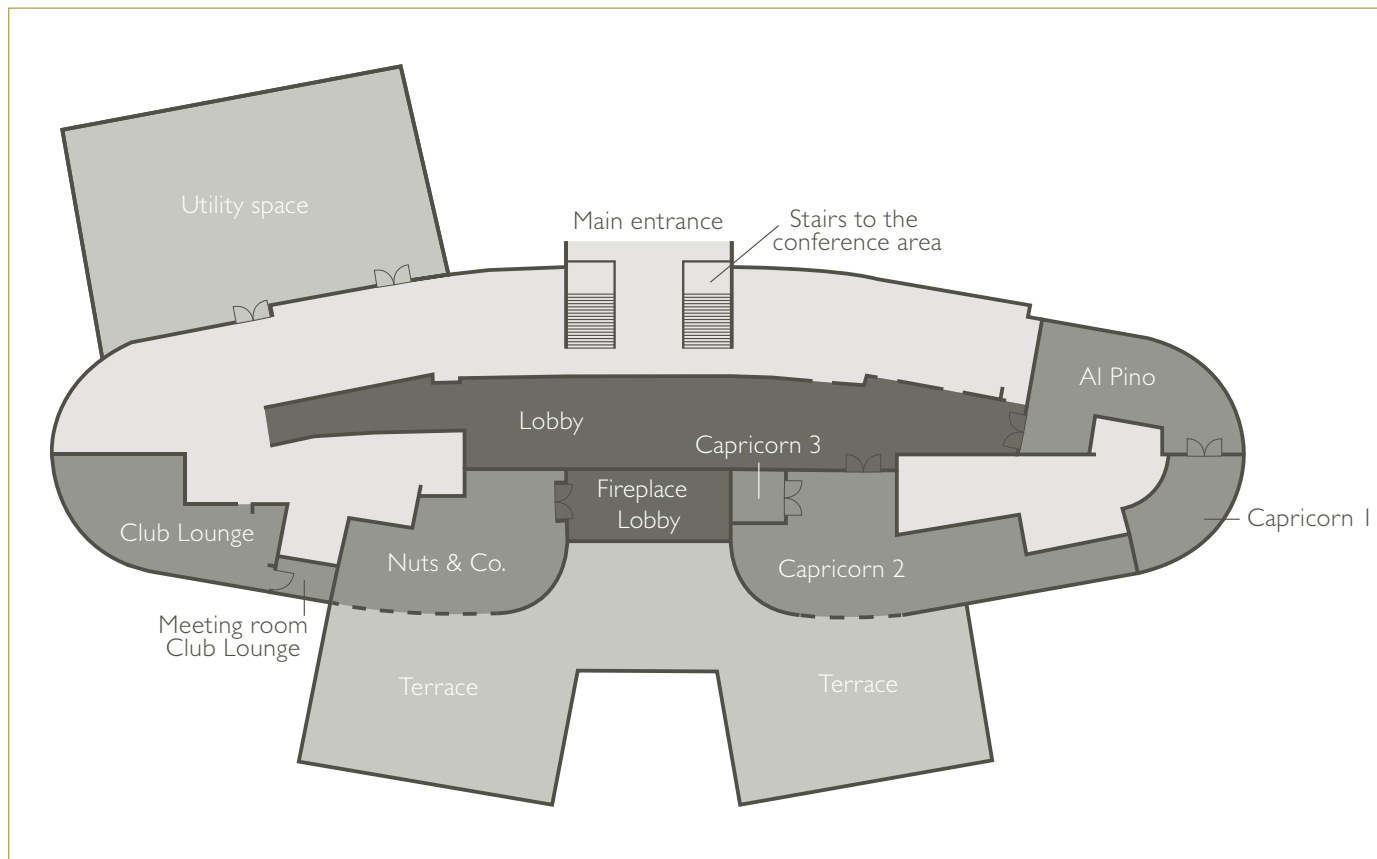 Utility space
Main entrance
Stairs to the
conference area
Al Pino
Lobby
Capricorn 3
Fireplace
Lobby
Capricorn 1
Club Lounge
Nuts & Co.
Capricorn 2
Meeting room
Club Lounge
Terrace
Terrace